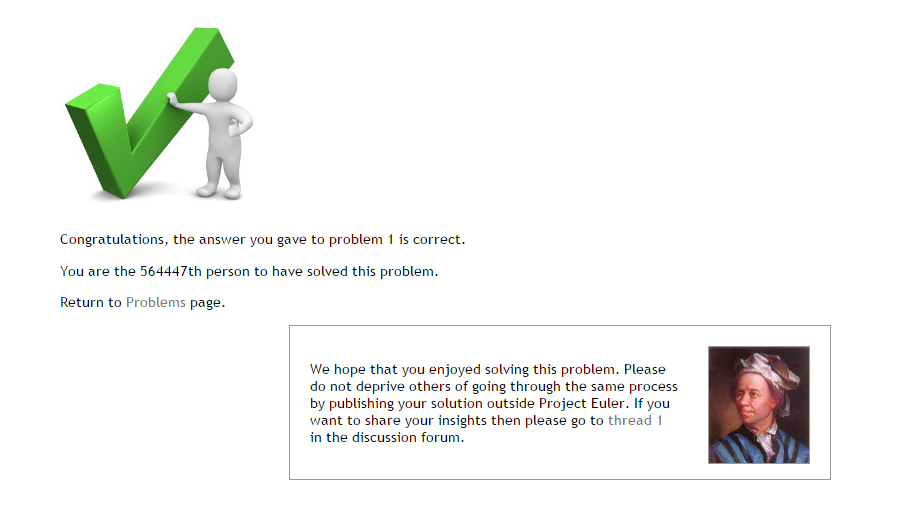 Congratulations, the answer you gave to problem 1 is correct.
You are the 564447th person to have solved this problem.
Return to Problems page.
We hope that you enjoyed solving this problem. Please
do not deprive others of going through the same process
by publishing your solution outside Project Euler. If you
want to share your insights then please go to thread 1
in the discussion forum.